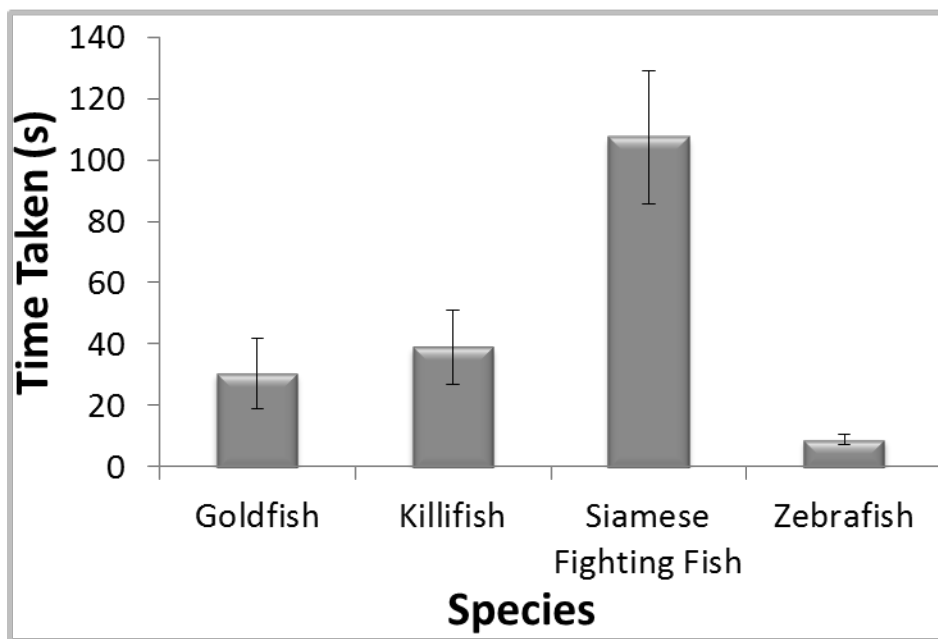 Time Taken (s)
140
120
100
80
60
40
20
0
Goldfish
Killifish
Siamese
Fighting Fish
Zebrafish
Species